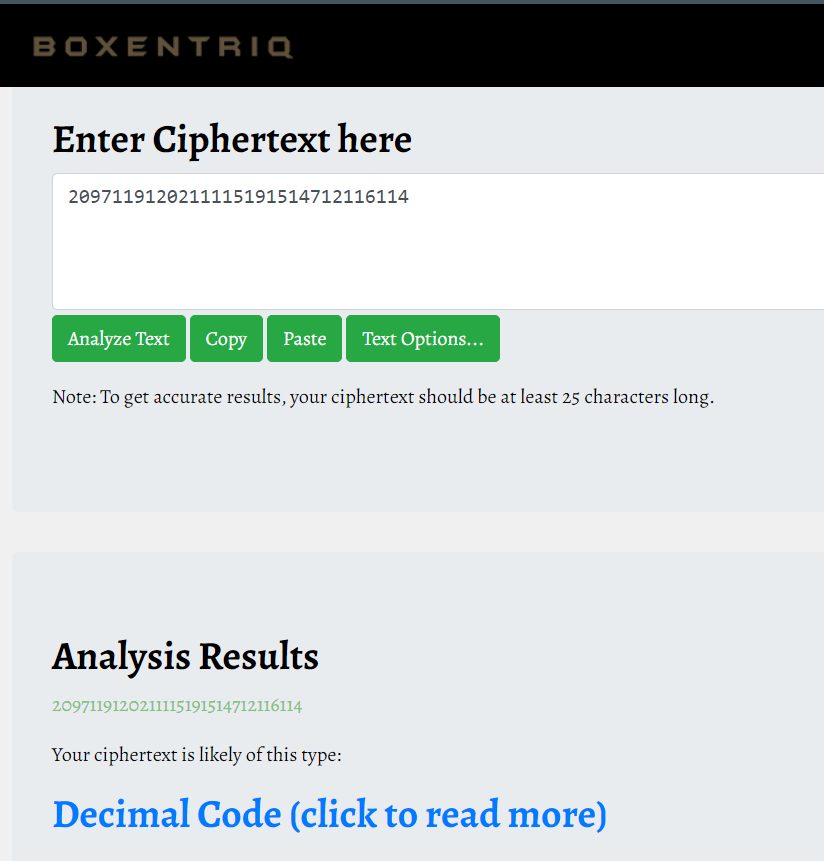 BOXENTRIQ
Enter Ciphertext here
20971191202111151915147121161​14
Analyze Text Copy Paste Text Options...
Note: To get accurate results, your ciphertext should be at least 25 characters long.
Analysis Results
2097119120211115191514712116114
Your ciphertext is likely of this type:
Decimal Code (click to read more)